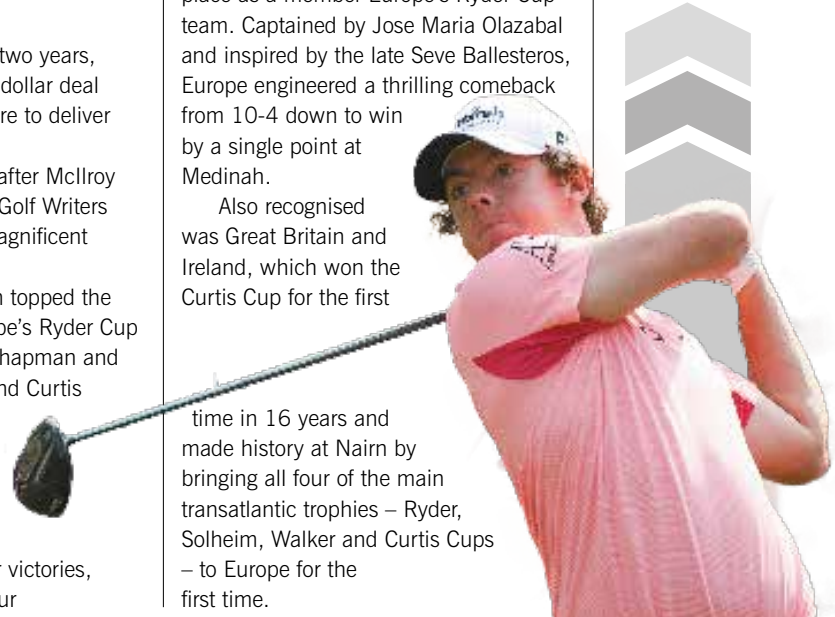 two years,
dollar deal
re to deliver
after McIlroy
Golf Writers
agnificent
n topped the
pe's Ryder Cup
hapman and
nd Curtis
victories,
ur
place as a member Europe's Ryder Cup
team. Captained by Jose Maria Olazabal
and inspired by the late Seve Ballesteros,
Europe engineered a thrilling comeback
from 10-4 down to win
by a single point at
Medinah.
Also recognised
was Great Britain and
Ireland, which won the
Curtis Cup for the first
time in 16 years and
made history at Nairn by
bringing all four of the main
transatlantic trophies – Ryder,
Solheim, Walker and Curtis Cups
– to Europe for the
first time.